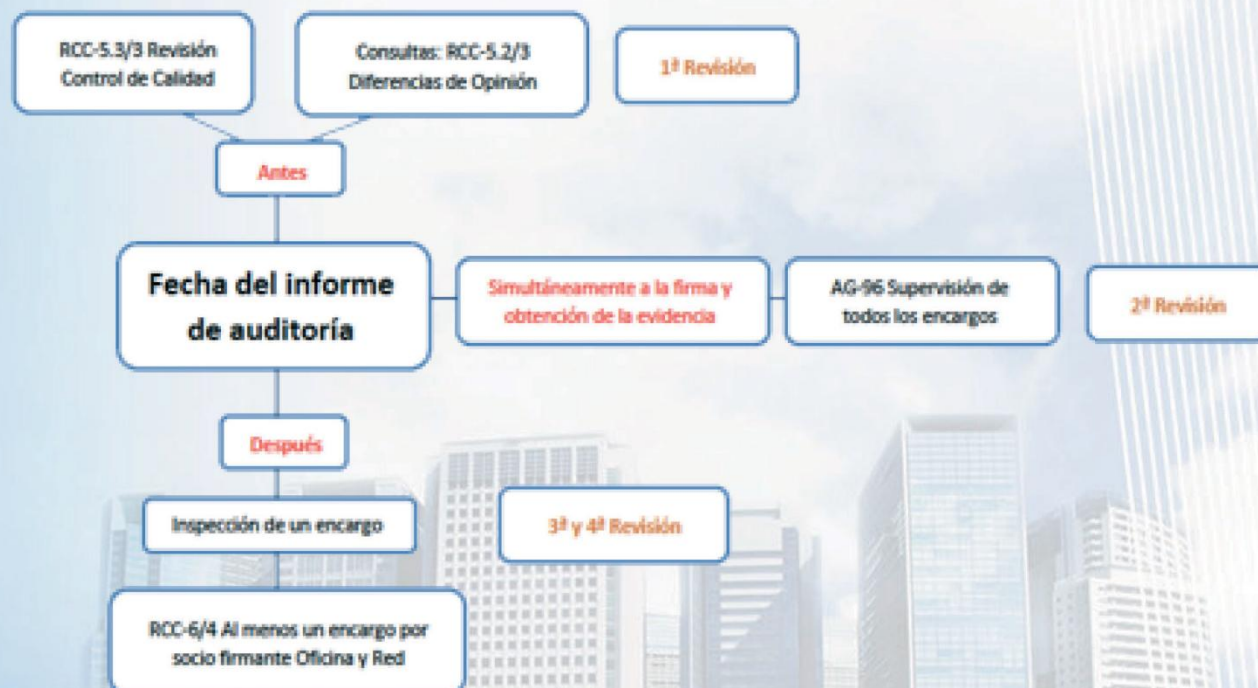 RCC-5.3/3 Revisión
Control de Calidad
Consultas: RCC-5.2/3
Diferencias de Opinión
1ª Revisión
Antes
Fecha del informe
de auditoría
Simultáneamente a la firma y
obtención de la evidencia
AG-96 Supervisión de
todos los encargos
2ª Revisión
Después
Inspección de un encargo
3ª y 4ª Revisión
RCC-6/4 Al menos un encargo por
socio firmante Oficina y Red